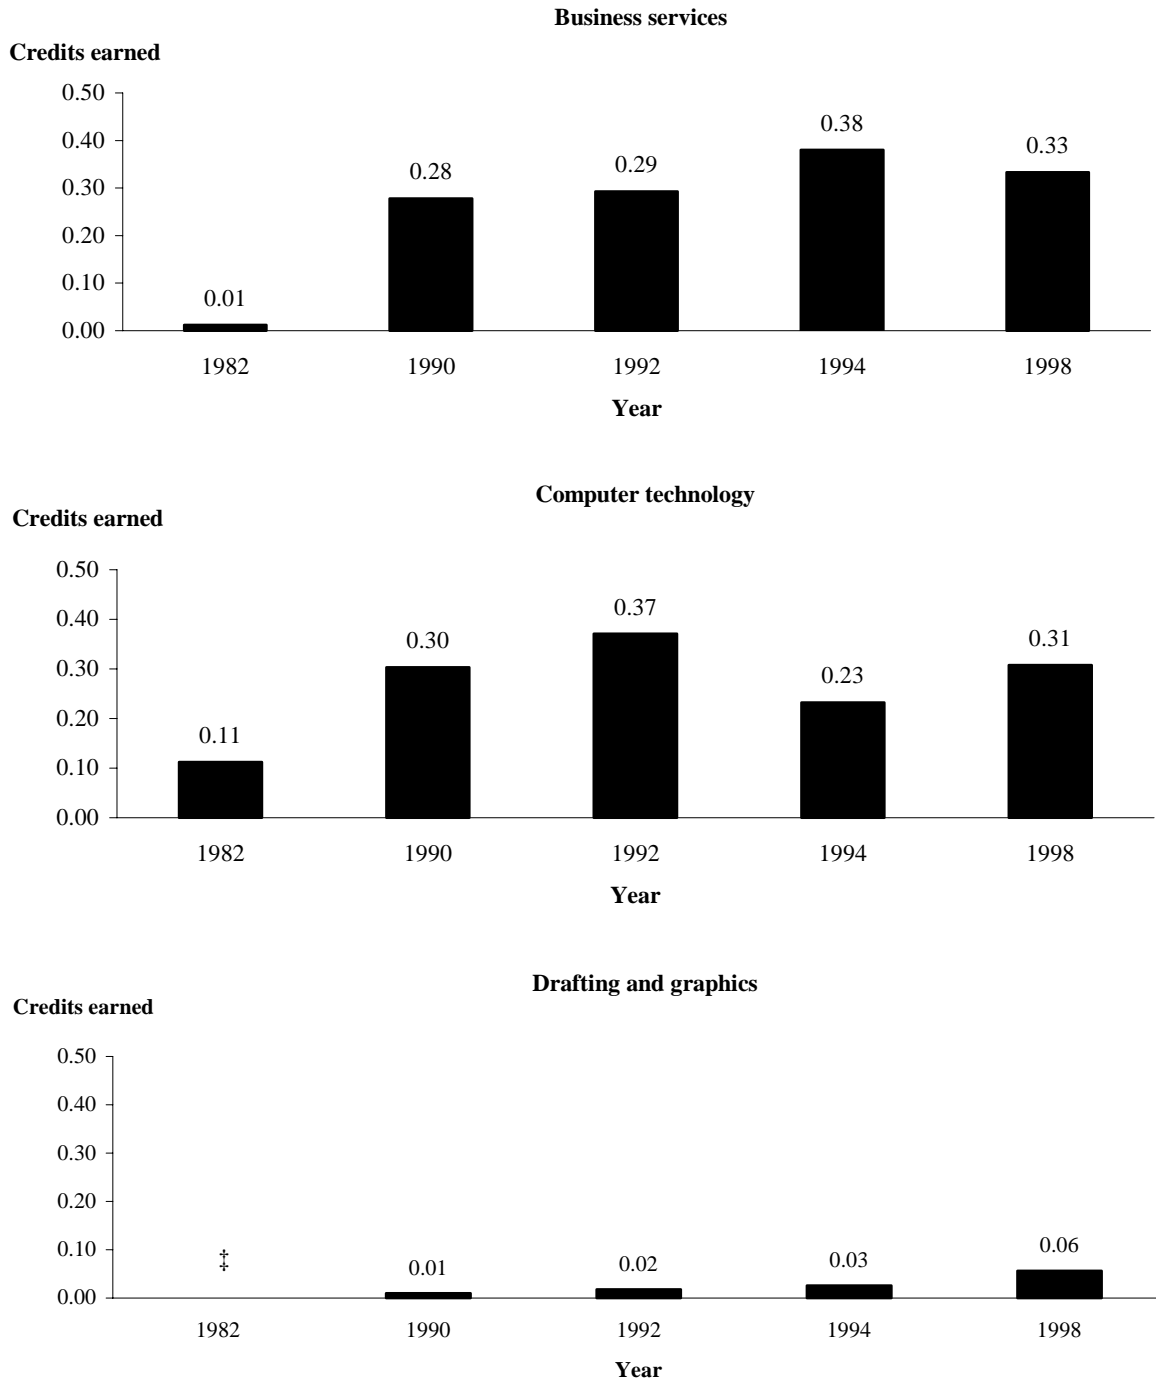 Business services
Credits earned
0.50
0.40
0.30
0.20
0.10
0.00
0.01
0.28
0.29
0.38
0.33
1982 1990 1992 1994 1998
Year
Computer technology
Credits earned
0.50
0.40
0.30
0.20
0.10
0.00
0.11
0.30
0.37
0.23
0.31
1982 1990 1992 1994 1998
Year
Drafting and graphics
Credits earned
0.50
0.40
0.30
0.20
0.10
0.00
‡
0.01
0.02
0.03
0.06
1982 1990 1992 1994 1998
Year